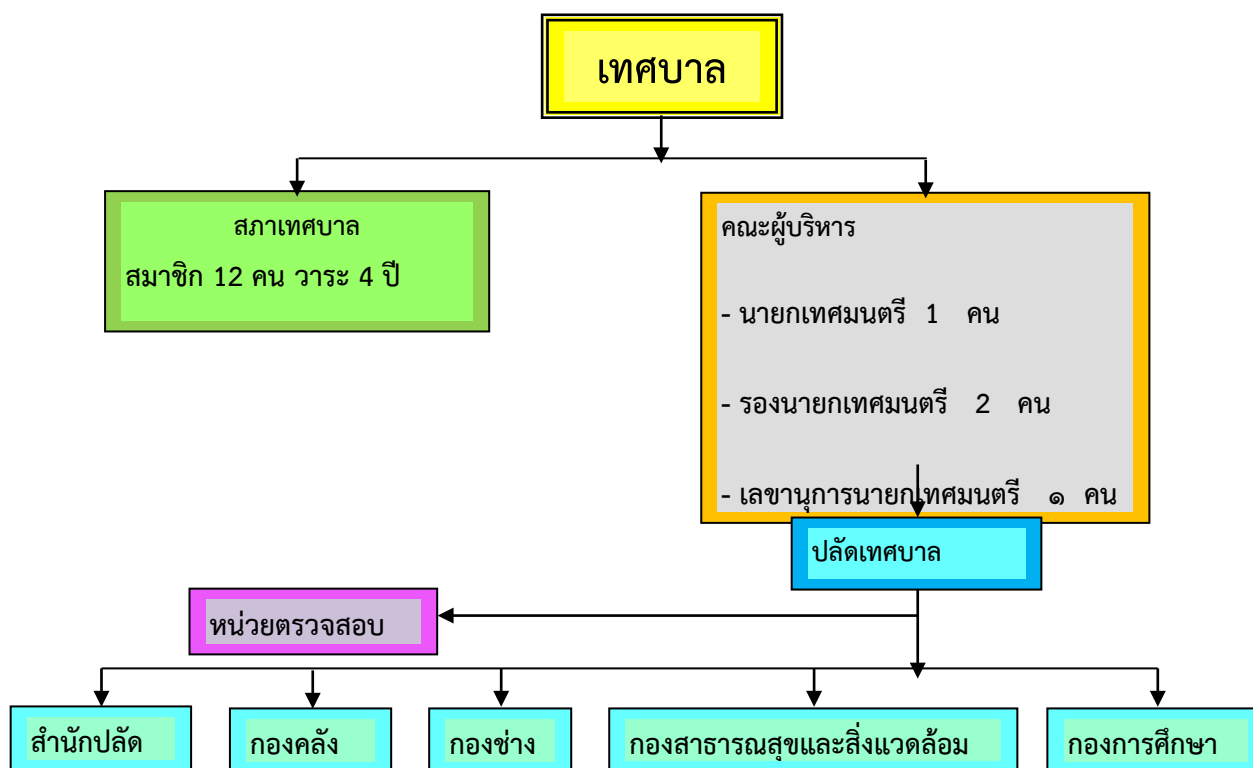 เทศบาล
สภาเทศบาล
สมาชิก 12 คน วาระ 4 ปี
คณะผู้บริหาร
- นายกเทศมนตรี 1 คน
- รองนายกเทศมนตรี 2 คน
- เลขานุการนายกเทศมนตรี ๑ คน
ปลัดเทศบาล
หน่วยตรวจสอบ
สำนักปลัด
กองคลัง
กองช่าง
กองสาธารณสุขและสิ่งแวดล้อม
กองการศึกษา